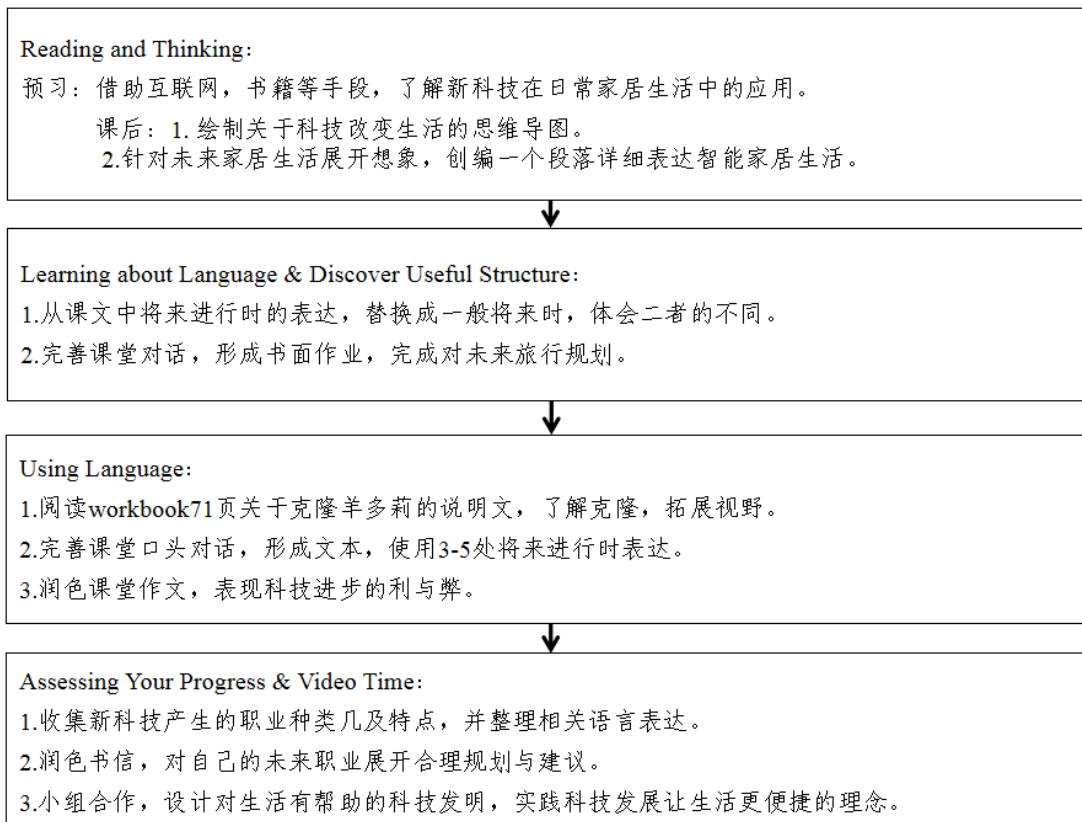 Reading and Thinking：
预习：借助互联网，书籍等手段，了解新科技在日常家居生活中的应用。
课后：1. 绘制关于科技改变生活的思维导图。
2.针对未来家居生活展开想象，创编一个段落详细表达智能家居生活。
Learning about Language & Discover Useful Structure：
1.从课文中将来进行时的表达，替换成一般将来时，体会二者的不同。
2.完善课堂对话，形成书面作业，完成对未来旅行规划。
Using Language：
1.阅读workbook71页关于克隆羊多莉的说明文，了解克隆，拓展视野。
2.完善课堂口头对话，形成文本，使用3-5处将来进行时表达。
3.润色课堂作文，表现科技进步的利与弊。
Assessing Your Progress & Video Time：
1.收集新科技产生的职业种类几及特点，并整理相关语言表达。
2.润色书信，对自己的未来职业展开合理规划与建议。
3.小组合作，设计对生活有帮助的科技发明，实践科技发展让生活更便捷的理念。